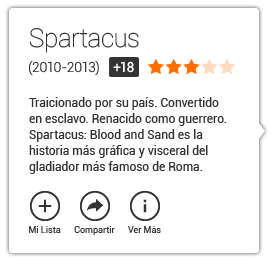 Spartacus
(2010-2013) +18
Traicionado por su país. Convertido
en esclavo. Renacido como guerrero.
Spartacus: Blood and Sand es la
historia más gráfica y visceral del
gladiador más famoso de Roma.
Mi Lista Compartir Ver Más